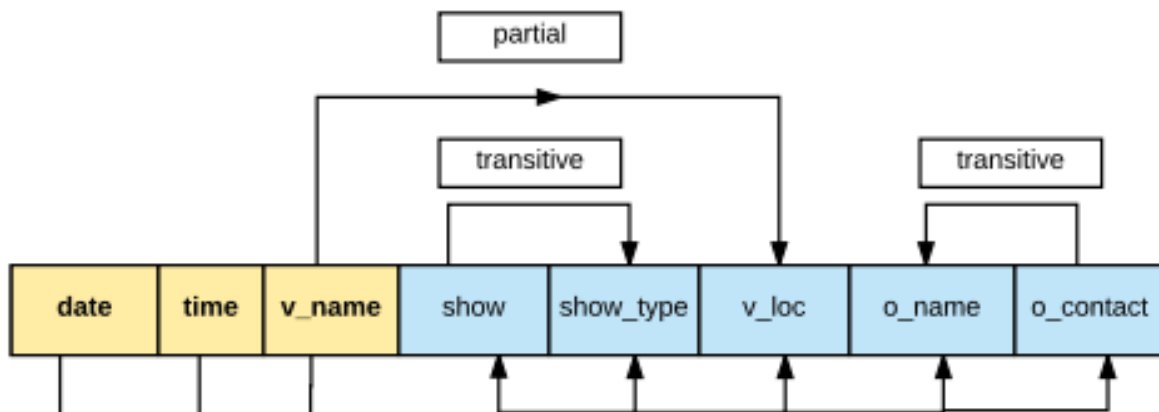 partial
transitive transitive
date time v_name show show_type v_loc o_name o_contact